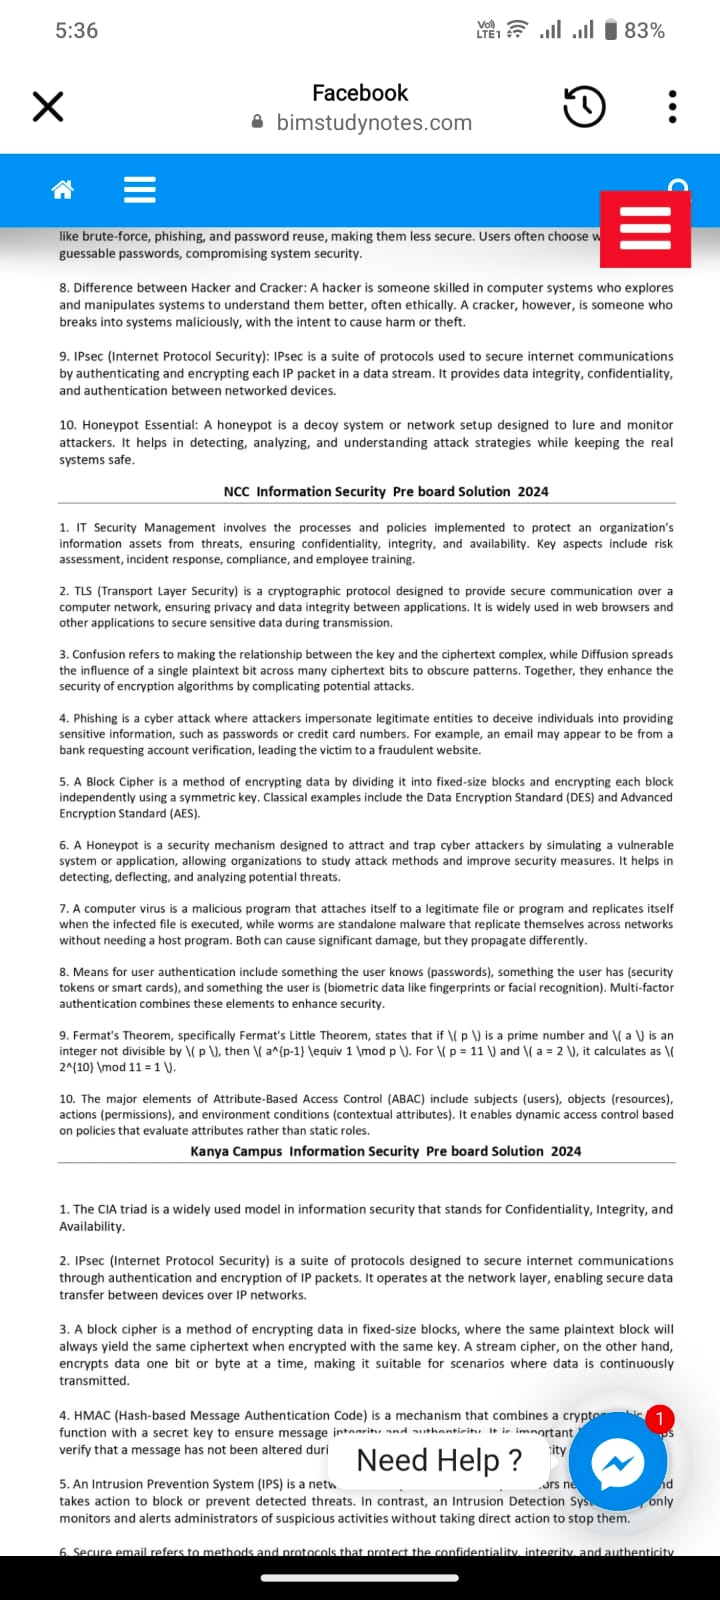 5:36
Vo) LTE1 83%
Facebook
bimstudynotes.com
like brute-force, phishing, and password reuse, making them less secure. Users often choose
guessable passwords, compromising system security.
8. Difference between Hacker and Cracker: A hacker is someone skilled in computer systems who explores
and manipulates systems to understand them better, often ethically. A cracker, however, is someone who
breaks into systems maliciously, with the intent to cause harm or theft.
9. IPsec (Internet Protocol Security): IPsec is a suite of protocols used to secure internet communications
by authenticating and encrypting each IP packet in a data stream. It provides data integrity, confidentiality,
and authentication between networked devices.
10. Honeypot Essential: A honeypot is a decoy system or network setup designed to lure and monitor
attackers. It helps in detecting, analyzing, and understanding attack strategies while keeping the real
systems safe.
NCC Information Security Pre board Solution 2024
1. IT Security Management involves the processes and policies implemented to protect an organization's
information assets from threats, ensuring confidentiality, integrity, and availability. Key aspects include risk
assessment, incident response, compliance, and employee training.
2. TLS (Transport Layer Security) is a cryptographic protocol designed to provide secure communication over a
computer network, ensuring privacy and data integrity between applications. It is widely used in web browsers and
other applications to secure sensitive data during transmission.
3. Confusion refers to making the relationship between the key and the ciphertext complex, while Diffusion spreads
the influence of a single plaintext bit across many ciphertext bits to obscure patterns. Together, they enhance the
security of encryption algorithms by complicating potential attacks.
4. Phishing is a cyber attack where attackers impersonate legitimate entities to deceive individuals into providing
sensitive information, such as passwords or credit card numbers. For example, an email may appear to be from a
bank requesting account verification, leading the victim to a fraudulent website.
5. A Block Cipher is a method of encrypting data by dividing it into fixed-size blocks and encrypting each block
independently using a symmetric key. Classical examples include the Data Encryption Standard (DES) and Advanced
Encryption Standard (AES).
6. A Honeypot is a security mechanism designed to attract and trap cyber attackers by simulating a vulnerable
system or application, allowing organizations to study attack methods and improve security measures. It helps in
detecting, deflecting, and analyzing potential threats.
7. A computer virus is a malicious program that attaches itself to a legitimate file or program and replicates itself
when the infected file is executed, while worms are standalone malware that replicate themselves across networks
without needing a host program. Both can cause significant damage, but they propagate differently.
8. Means for user authentication include something the user knows (passwords), something the user has (security
tokens or smart cards), and something the user is (biometric data like fingerprints or facial recognition). Multi-factor
authentication combines these elements to enhance security.
9. Fermat's Theorem, specifically Fermat's Little Theorem, states that if \( p \) is a prime number and \( a \) is an
integer not divisible by \( p \), then \( a^{p-1} \equiv 1 \mod p \). For \( p = 11 \) and \( a = 2 \), it calculates as \(
2^{10} \mod 11 = 1 \).
10. The major elements of Attribute-Based Access Control (ABAC) include subjects (users), objects (resources),
actions (permissions), and environment conditions (contextual attributes). It enables dynamic access control based
on policies that evaluate attributes rather than static roles.
Kanya Campus Information Security Pre board Solution 2024
1. The CIA triad is a widely used model in information security that stands for Confidentiality, Integrity, and
Availability.
2. IPsec (Internet Protocol Security) is a suite of protocols designed to secure internet communications
through authentication and encryption of IP packets. It operates at the network layer, enabling secure data
transfer between devices over IP networks.
3. A block cipher is a method of encrypting data in fixed-size blocks, where the same plaintext block will
always yield the same ciphertext when encrypted with the same key. A stream cipher, on the other hand,
encrypts data one bit or byte at a time, making it suitable for scenarios where data is continuously
transmitted.
4. HMAC (Hash-based Message Authentication Code) is a mechanism that combines a
function with a secret key to ensure message integrity and authenticity. It is important
verify that a message has not been altered
Need Help ?
1
5. An Intrusion Prevention System (IPS) is a
takes action to block or prevent detected threats. In contrast, an Intrusion Detection only
monitors and alerts administrators of suspicious activities without taking direct action to stop them.
6. Secure email refers to methods and protocols that protect the confidentiality, integrity, and authenticity